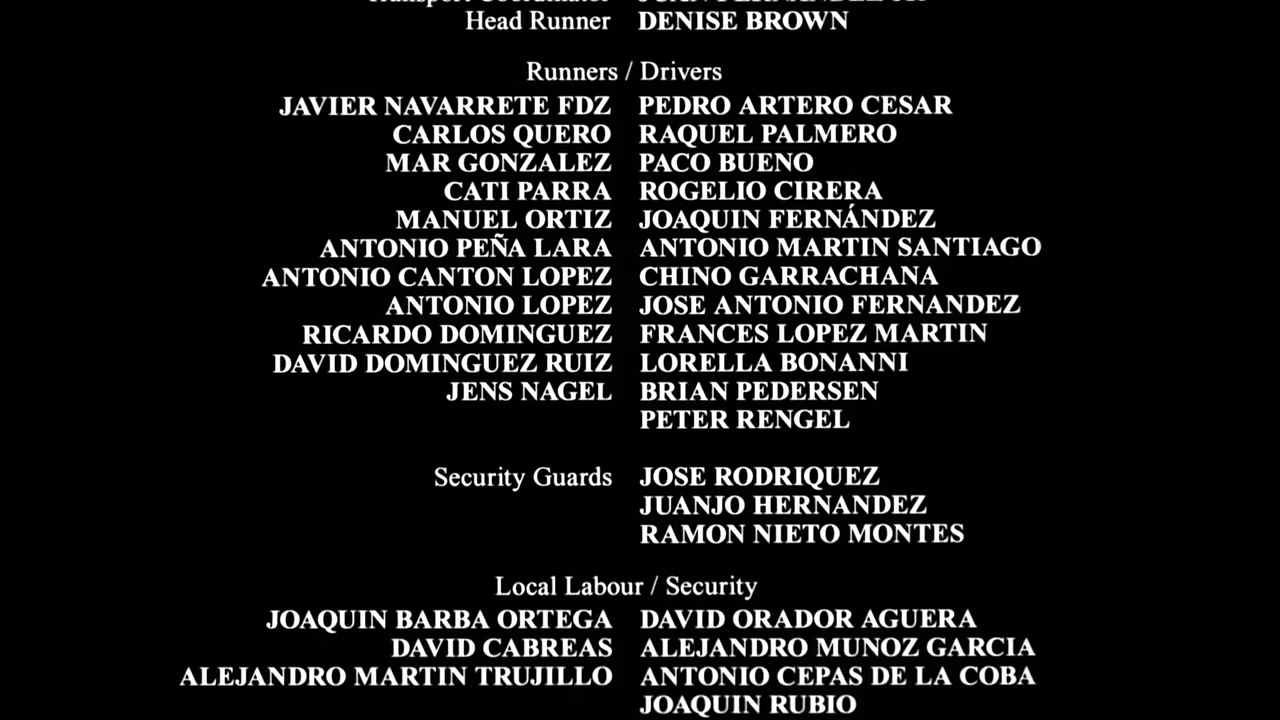 Head Runner DENISE BROWN
Runners / Drivers
JAVIER NAVARRETE FDZ PEDRO ARTERO CESAR
CARLOS QUERO RAQUEL PALMERO
MAR GONZALEZ PACO BUENO
CATI PARRA ROGELIO CIRERA
MANUEL ORTIZ JOAQUIN FERNÁNDEZ
ANTONIO PEÑA LARA ANTONIO MARTIN SANTIAGO
ANTONIO CANTON LOPEZ CHINO GARRACHANA
ANTONIO LOPEZ JOSE ANTONIO FERNANDEZ
RICARDO DOMINGUEZ FRANCES LOPEZ MARTIN
DAVID DOMINGUEZ RUIZ LORELLA BONANNI
JENS NAGEL BRIAN PEDERSEN
PETER RENGEL
Security Guards JOSE RODRIQUEZ
JUANJO HERNANDEZ
RAMON NIETO MONTES
Local Labour / Security
JOAQUIN BARBA ORTEGA DAVID ORADOR AGUERA
DAVID CABREAS ALEJANDRO MUNOZ GARCIA
ALEJANDRO MARTIN TRUJILLO ANTONIO CEPAS DE LA COBA
JOAQUIN RUBIO